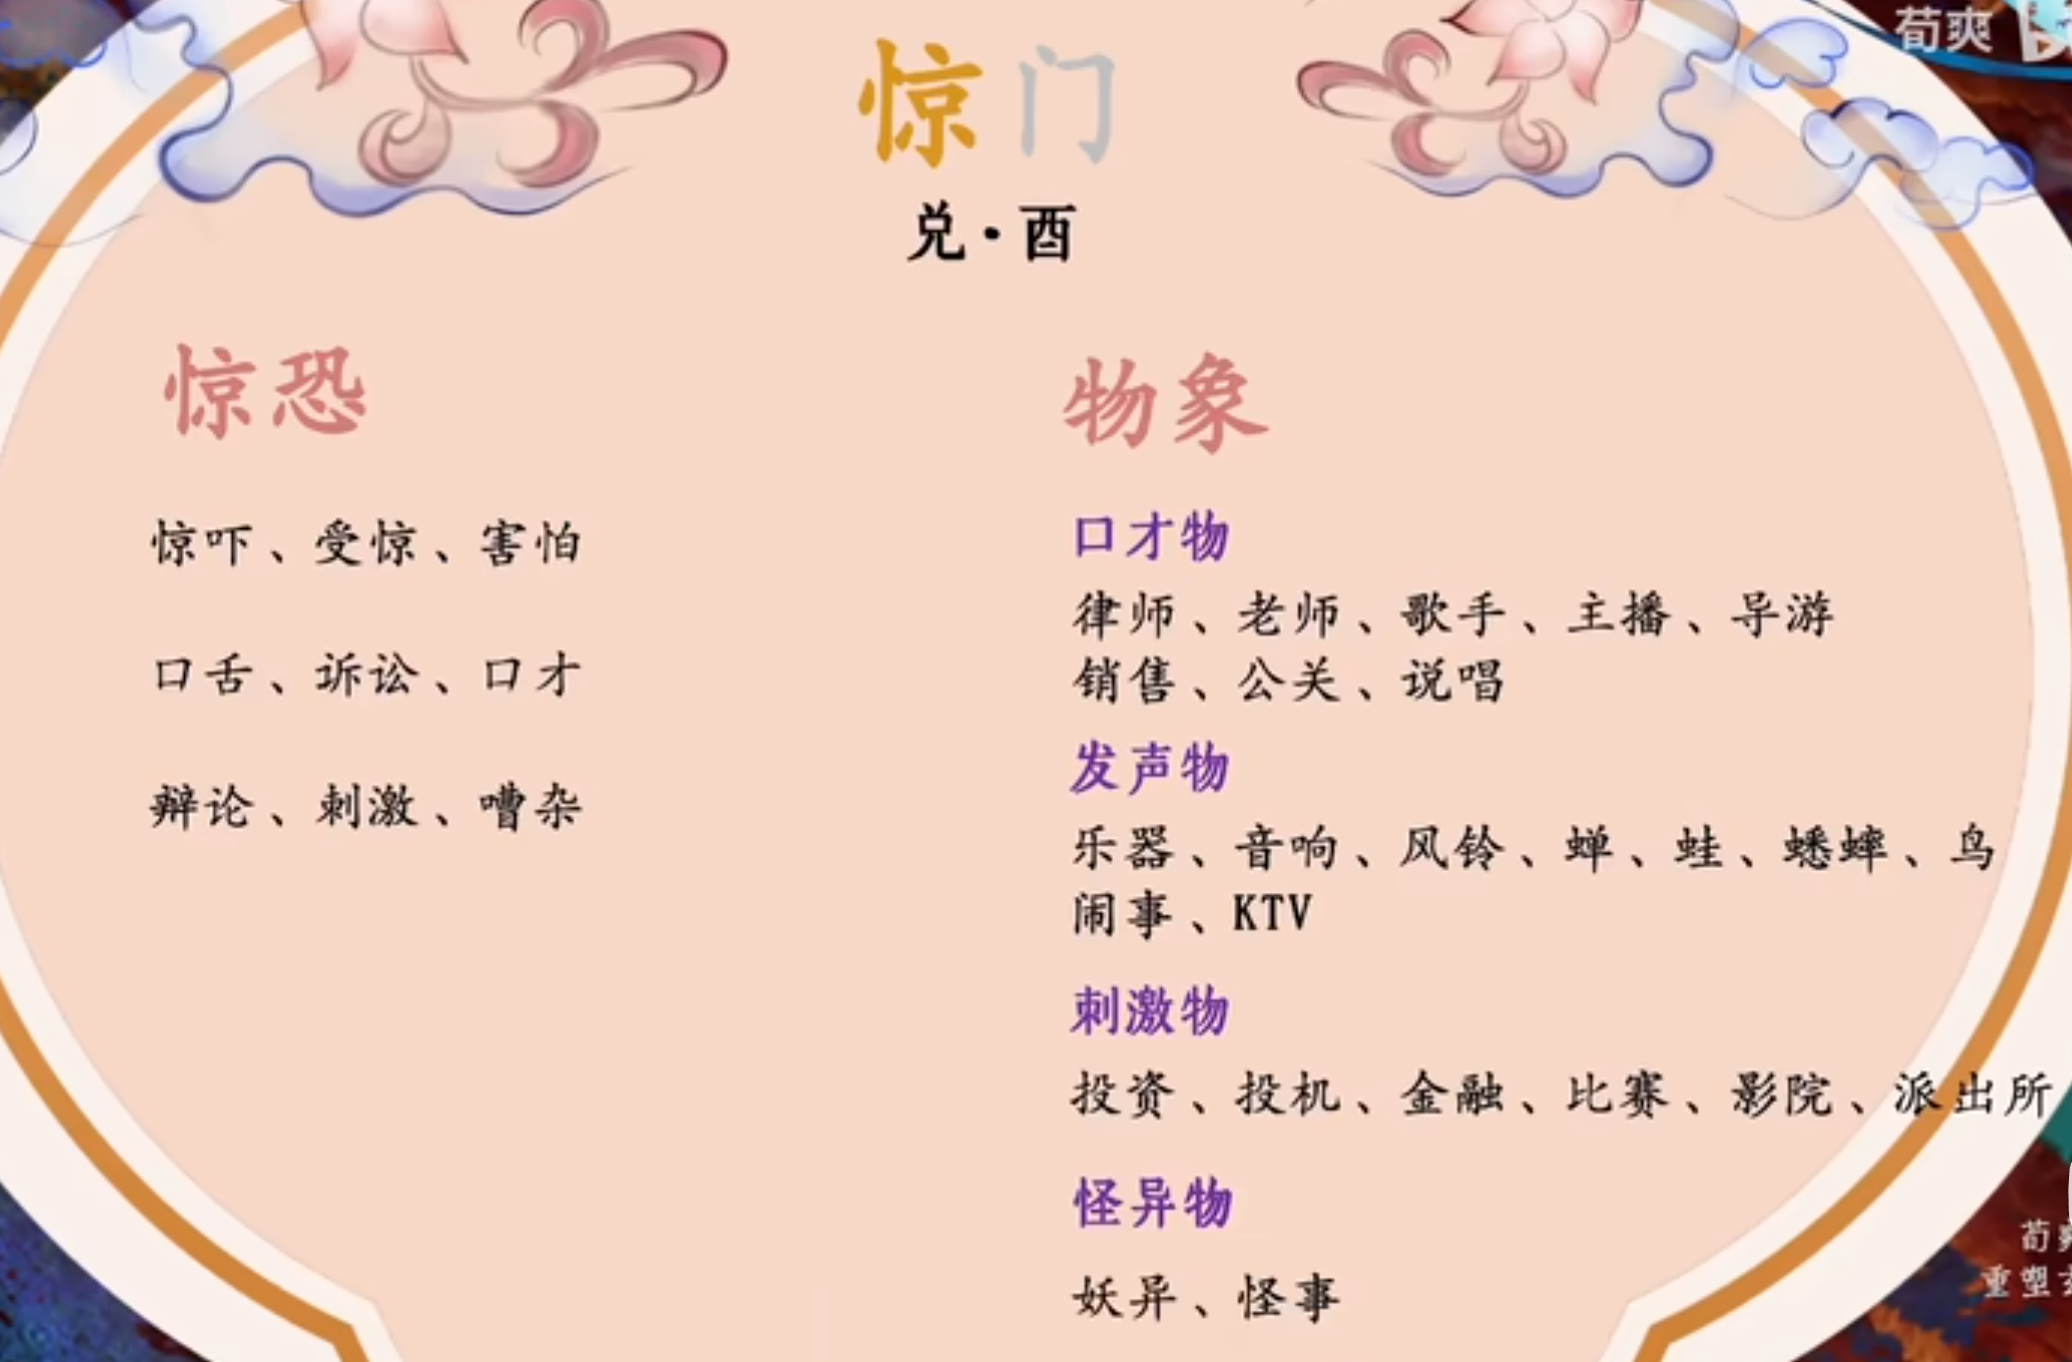 荀爽
惊门
兑·酉
惊恐
惊吓、受惊、害怕
口舌、诉讼、口才
辩论、刺激、嘈杂
物象
口才物
律师、老师、歌手、主播、导游
销售、公关、说唱
发声物
乐器、音响、风铃、蝉、蛙、蟋蟀、鸟
闹事、KTV
刺激物
投资、投机、金融、比赛、影院、派出所
怪异物
妖异、怪事
荀爽
重塑